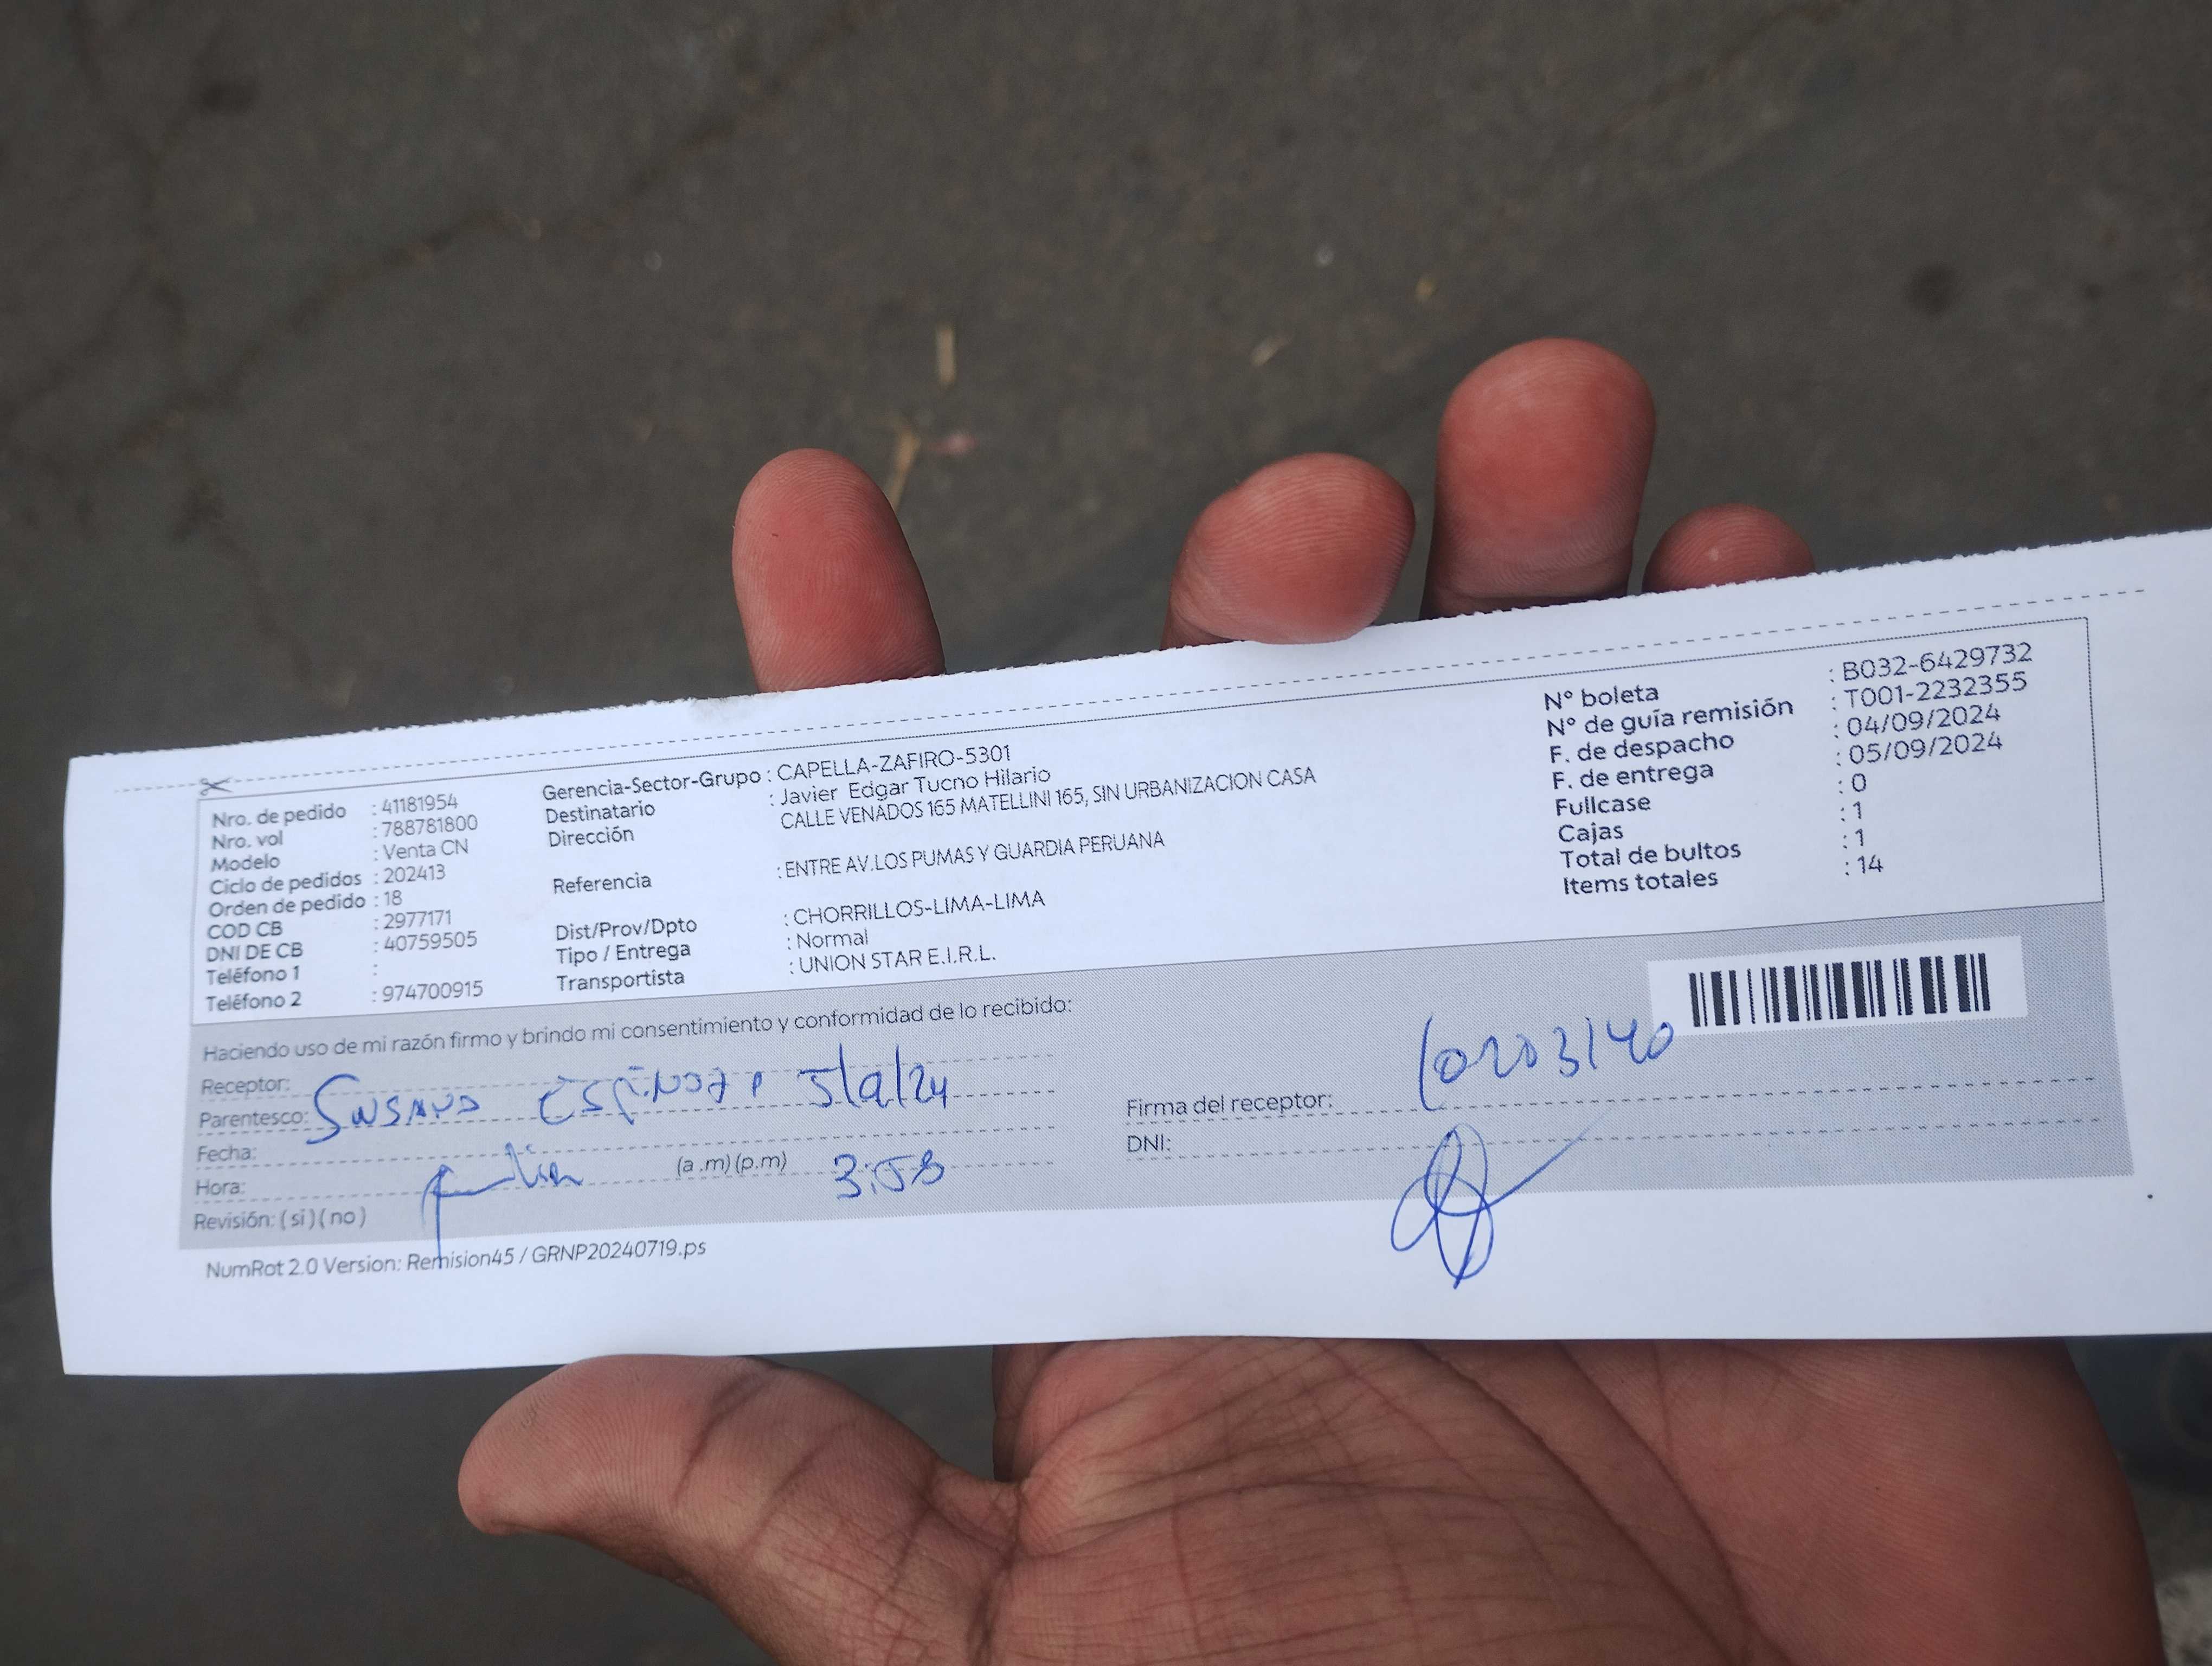 Nro. de pedido : 41181954
Nro. vol : 788781800
Modelo : Venta CN
Ciclo de pedidos : 202413
Orden de pedido : 18
COD CB : 2977171
DNI DE CB : 40759505
Teléfono 1 :
Teléfono 2 : 974700915
Gerencia-Sector-Grupo : CAPELLA-ZAFIRO-5301
Destinatario : Javier Edgar Tucno Hilario
Dirección CALLE VENADOS 165 MATELLINI 165, SIN URBANIZACION CASA
Referencia : ENTRE AV.LOS PUMAS Y GUARDIA PERUANA
Dist/Prov/Dpto : CHORRILLOS-LIMA-LIMA
Tipo / Entrega : Normal
Transportista : UNION STAR E.I.R.L.
N° boleta : B032-6429732
N° de guía remisión : T001-2232355
F. de despacho : 04/09/2024
F. de entrega : 05/09/2024
Fullcase : 0
Cajas : 1
Total de bultos : 1
Items totales : 14
Haciendo uso de mi razón firmo y brindo mi consentimiento y conformidad de lo recibido:
Receptor:
Parentesco: Susana Espinoza 5/9/24
Fecha:
Hora: (a.m) (p.m) 3:58
Revisión: ( si ) ( no )
Firma del receptor:
DNI:
NumRot 2.0 Version: Remision45 / GRNP20240719.ps